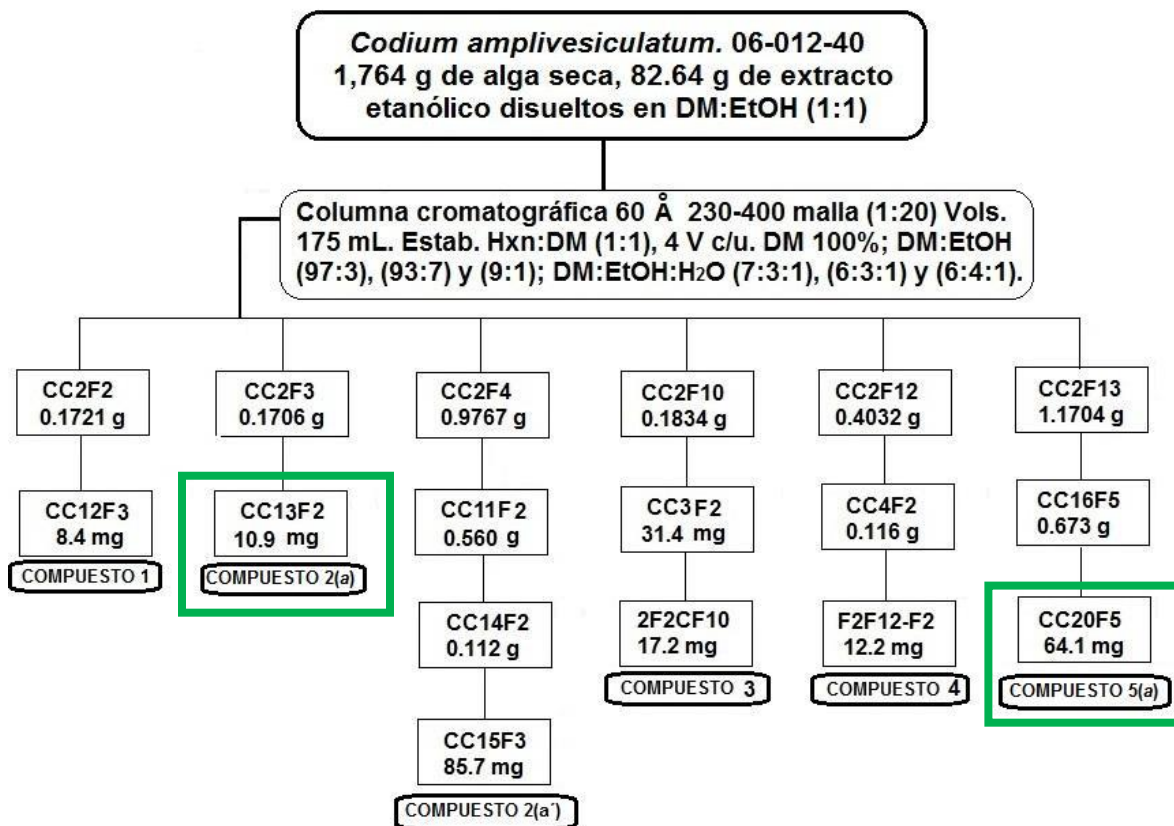 Codium amplivesiculatum. 06-012-40
1,764 g de alga seca, 82.64 g de extracto
etanólico disueltos en DM:EtOH (1:1)
Columna cromatográfica 60 Å 230-400 malla (1:20) Vols.
175 mL. Estab. Hxn:DM (1:1), 4 V c/u. DM 100%; DM:EtOH
(97:3), (93:7) y (9:1); DM:EtOH:H2O (7:3:1), (6:3:1) y (6:4:1).
CC2F2
0.1721 g
CC12F3
8.4 mg
COMPUESTO 1
CC2F3
0.1706 g
CC13F2
10.9 mg
COMPUESTO 2(a)
CC2F4
0.9767 g
CC11F2
0.560 g
CC14F2
0.112 g
CC15F3
85.7 mg
COMPUESTO 2(a´)
CC2F10
0.1834 g
CC3F2
31.4 mg
2F2CF10
17.2 mg
COMPUESTO 3
CC2F12
0.4032 g
CC4F2
0.116 g
F2F12-F2
12.2 mg
COMPUESTO 4
CC2F13
1.1704 g
CC16F5
0.673 g
CC20F5
64.1 mg
COMPUESTO 5(a)